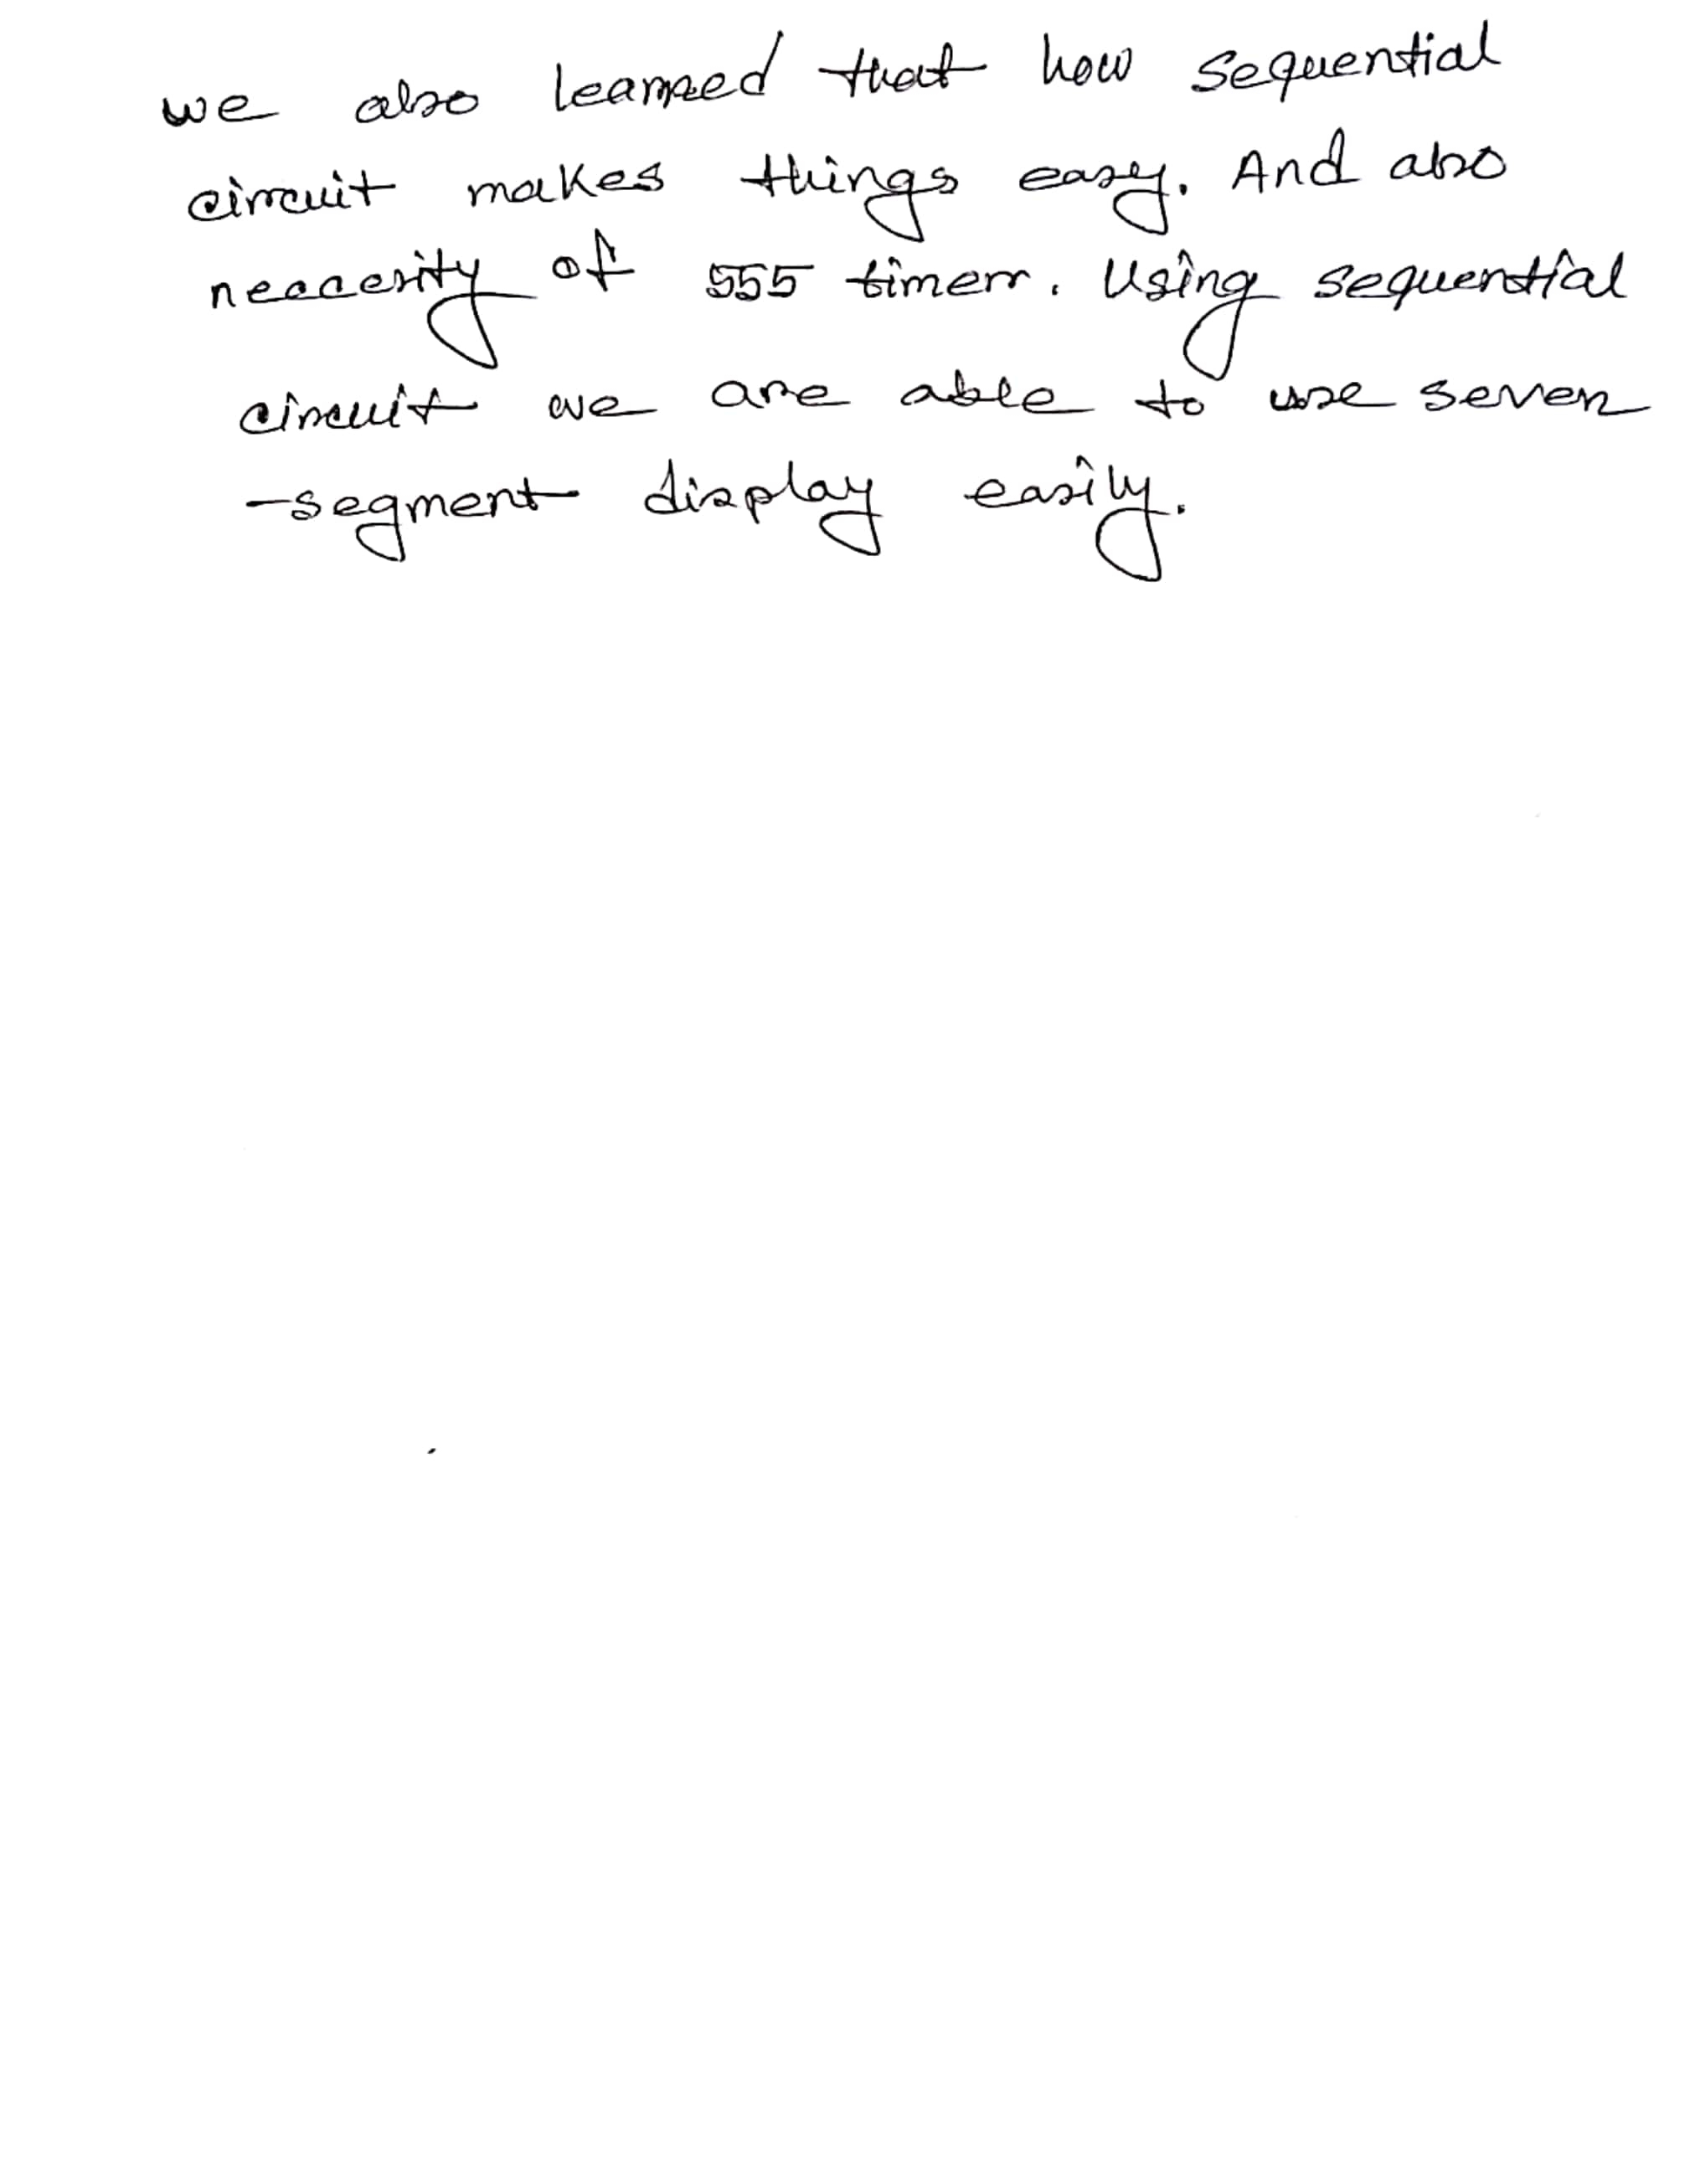 we also learned that how sequential
circuit makes things easy. And also
neccesity of 555 timer. Using sequential
circuit we are able to use seven
-segment display easily.